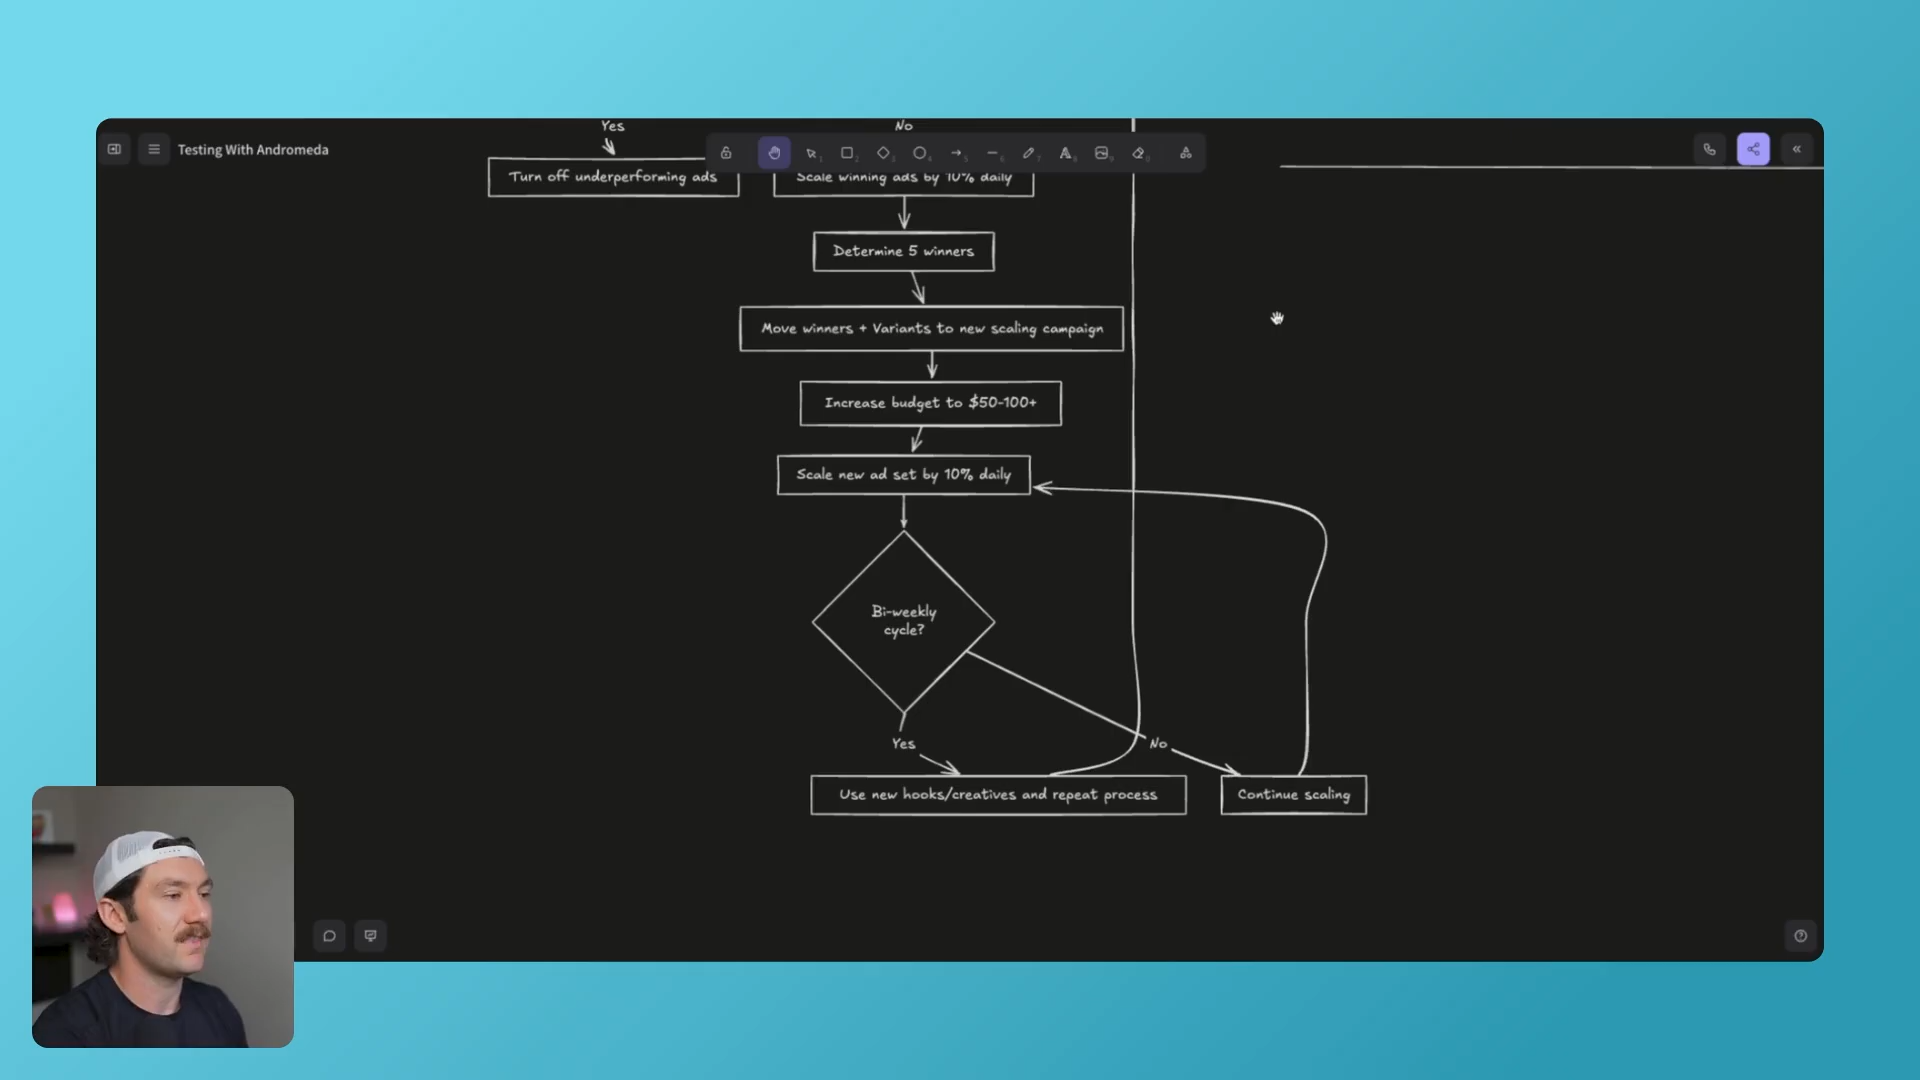 Yes
No
Testing With Andromeda
Turn off underperforming ads
Scale winning ads by 10% daily
Determine 5 winners
Move winners + Variants to new scaling campaign
Increase budget to $50-100+
Scale new ad set by 10% daily
Bi-weekly
cycle?
Yes
No
Use new hooks/creatives and repeat process
Continue scaling